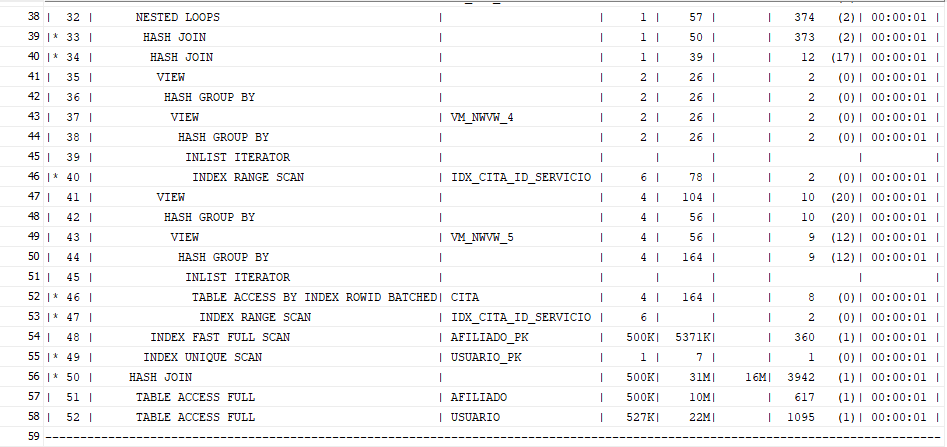 38 |  32 |      NESTED LOOPS                          |                      |     1 |    57 |       |   374   (2)| 00:00:01 |
39 |* 33 |       HASH JOIN                            |                      |     1 |    50 |       |   373   (2)| 00:00:01 |
40 |* 34 |        HASH JOIN                           |                      |     1 |    39 |       |    12  (17)| 00:00:01 |
41 |  35 |         VIEW                               |                      |     2 |    26 |       |     2   (0)| 00:00:01 |
42 |  36 |          HASH GROUP BY                     |                      |     2 |    26 |       |     2   (0)| 00:00:01 |
43 |  37 |           VIEW                             | VM_NWVW_4            |     2 |    26 |       |     2   (0)| 00:00:01 |
44 |  38 |            HASH GROUP BY                   |                      |     2 |    26 |       |     2   (0)| 00:00:01 |
45 |  39 |             INLIST ITERATOR                |                      |       |       |       |            |          |
46 |* 40 |              INDEX RANGE SCAN              | IDX_CITA_ID_SERVICIO |     6 |    78 |       |     2   (0)| 00:00:01 |
47 |  41 |         VIEW                               |                      |     4 |   104 |       |    10  (20)| 00:00:01 |
48 |  42 |          HASH GROUP BY                     |                      |     4 |    56 |       |    10  (20)| 00:00:01 |
49 |  43 |           VIEW                             | VM_NWVW_5            |     4 |    56 |       |     9  (12)| 00:00:01 |
50 |  44 |            HASH GROUP BY                   |                      |     4 |   164 |       |     9  (12)| 00:00:01 |
51 |  45 |             INLIST ITERATOR                |                      |       |       |       |            |          |
52 |* 46 |              TABLE ACCESS BY INDEX ROWID BATCHED| CITA            |     4 |   164 |       |     8   (0)| 00:00:01 |
53 |* 47 |               INDEX RANGE SCAN             | IDX_CITA_ID_SERVICIO |     6 |       |       |     2   (0)| 00:00:01 |
54 |  48 |        INDEX FAST FULL SCAN                | AFILIADO_PK          |   500K|  5371K|       |   360   (1)| 00:00:01 |
55 |* 49 |       INDEX UNIQUE SCAN                    | USUARIO_PK           |     1 |     7 |       |     1   (0)| 00:00:01 |
56 |* 50 |     HASH JOIN                              |                      |   500K|    31M|    16M|  3942   (1)| 00:00:01 |
57 |  51 |      TABLE ACCESS FULL                     | AFILIADO             |   500K|    10M|       |   617   (1)| 00:00:01 |
58 |  52 |      TABLE ACCESS FULL                     | USUARIO              |   527K|    22M|       |  1095   (1)| 00:00:01 |
59 --------------------------------------------------------------------------------------------------------------------------------